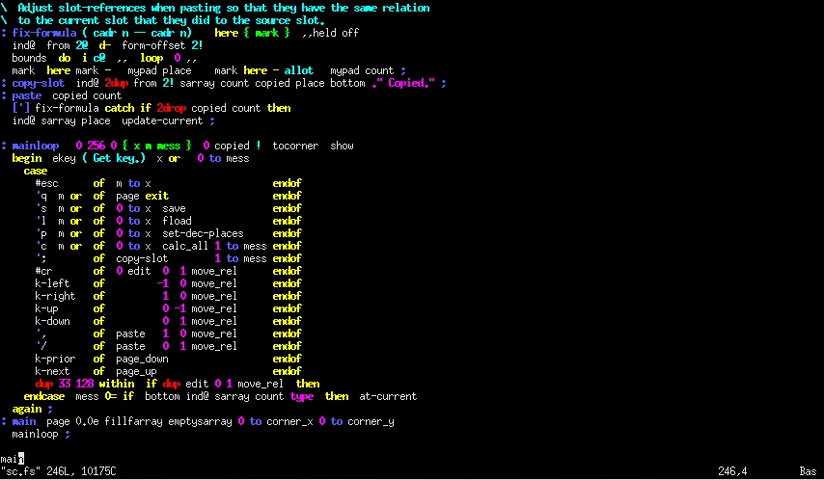 \  Adjust slot-references when pasting so that they have the same relation
\  to the current slot that they did to the source slot.
: fix-formula ( cadr n -- cadr n)     here { mark }  ,,held off
  ind@  from 2@  d-  form-offset 2!
  bounds  do  i c@  ,,  loop  0 ,,
  mark  here mark -  mypad place    mark here - allot  mypad count ;
: copy-slot  ind@ 2dup from 2! sarray count copied place bottom ." Copied." ;
: paste  copied count
  ['] fix-formula catch if 2drop copied count then
  ind@ sarray place  update-current ;

: mainloop   0 256 0 { x m mess }  0 copied !  tocorner  show
  begin  ekey ( Get key.)  x or   0 to mess
    case
      #esc       of  m to x                      endof
      'q  m or  of  page exit                   endof
      's  m or  of  0 to x  save                endof
      'l  m or  of  0 to x  fload               endof
      'p  m or  of  0 to x  set-dec-places      endof
      'c  m or  of  0 to x  calc_all 1 to mess  endof
      ';         of  copy-slot       1 to mess  endof
      #cr        of  0 edit  0  1 move_rel      endof
      k-left     of         -1  0 move_rel      endof
      k-right    of          1  0 move_rel      endof
      k-up       of          0 -1 move_rel      endof
      k-down     of          0  1 move_rel      endof
      ',         of  paste   1  0 move_rel      endof
      '/         of  paste   0  1 move_rel      endof
      k-prior    of  page_down                  endof
      k-next     of  page_up                    endof
      dup 33 128 within  if dup edit 0 1 move_rel  then
    endcase  mess 0= if  bottom ind@ sarray count type  then  at-current
  again ;
: main  page 0.0e fillfarray emptysarray 0 to corner_x 0 to corner_y
  mainloop ;

main
"sc.fs" 246L, 10175C                                        246,4         Bas